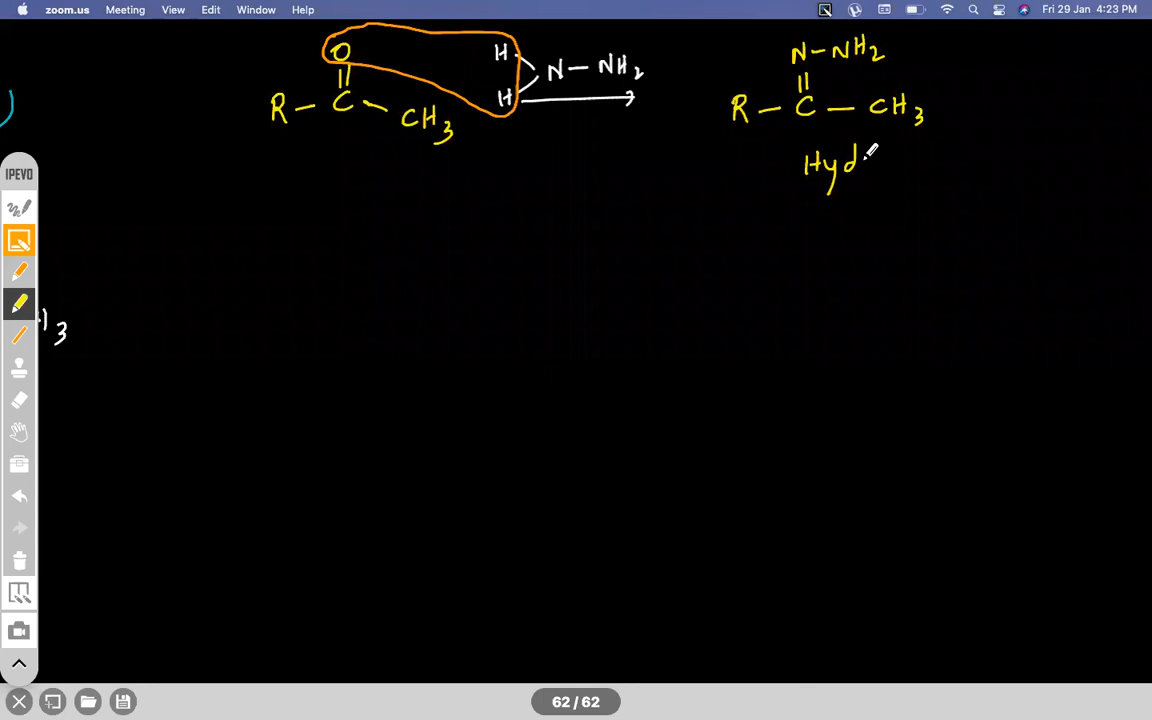 zoom.us Meeting View Edit Window Help Fri 29 Jan 4:23 PM
O H
H N — NH2
R — C — CH3
N — NH2
R — C — CH3
Hyd
IPEVO
3
62 / 62